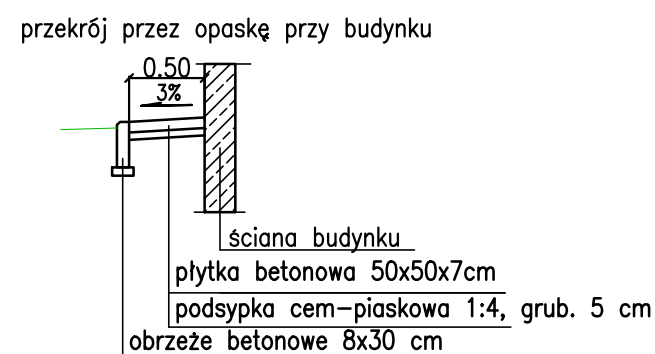 przekrój przez opaskę przy budynku
0.50
3%
ściana budynku
płytka betonowa 50x50x7cm
podsypka cem-piaskowa 1:4, grub. 5 cm
obrzeże betonowe 8x30 cm